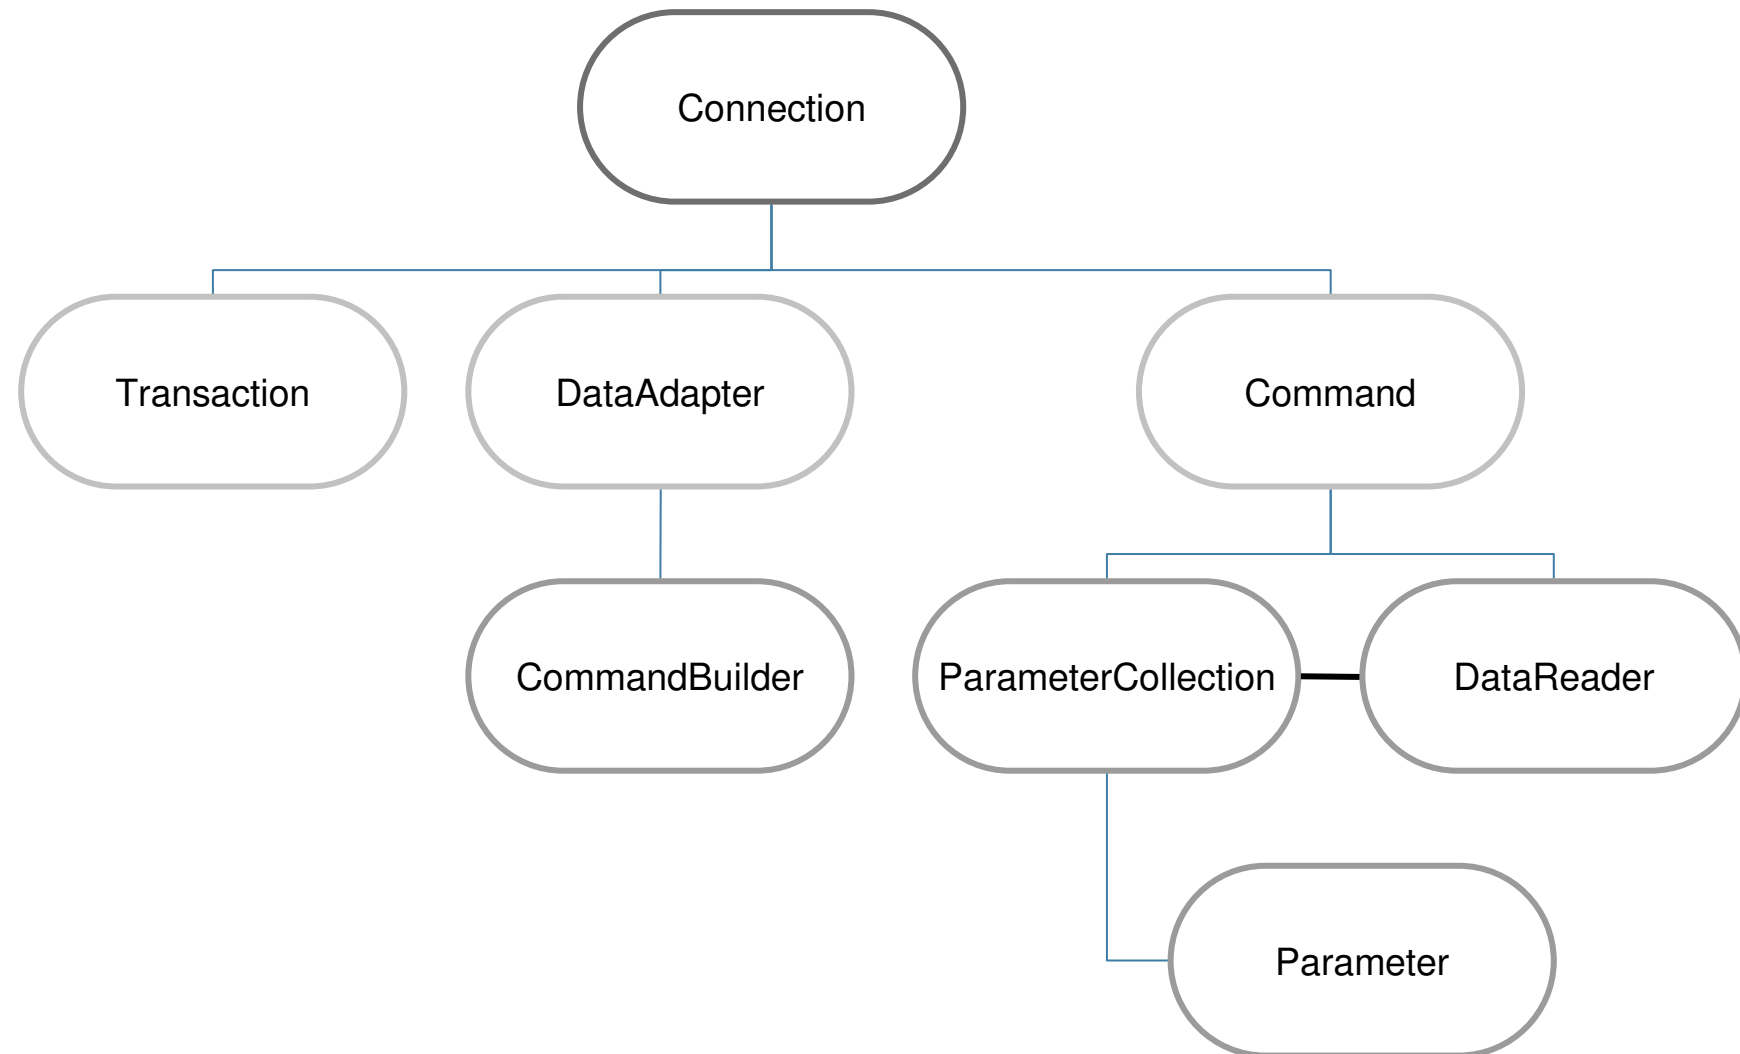 Connection
Transaction
DataAdapter
Command
CommandBuilder
ParameterCollection
DataReader
Parameter